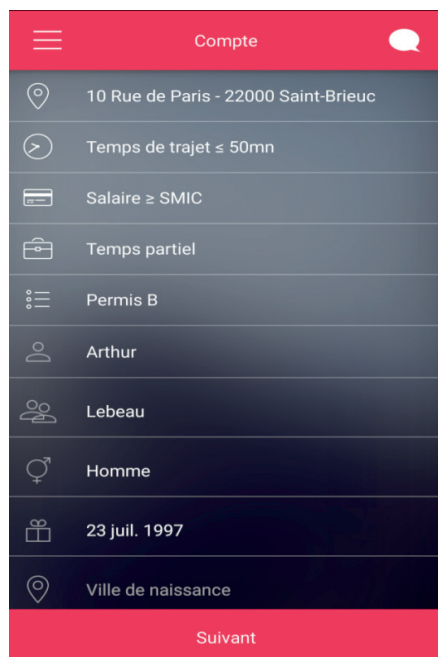 Compte
10 Rue de Paris - 22000 Saint-Brieuc
Temps de trajet ≤ 50mn
Salaire ≥ SMIC
Temps partiel
Permis B
Arthur
Lebeau
Homme
23 juil. 1997
Ville de naissance
Suivant